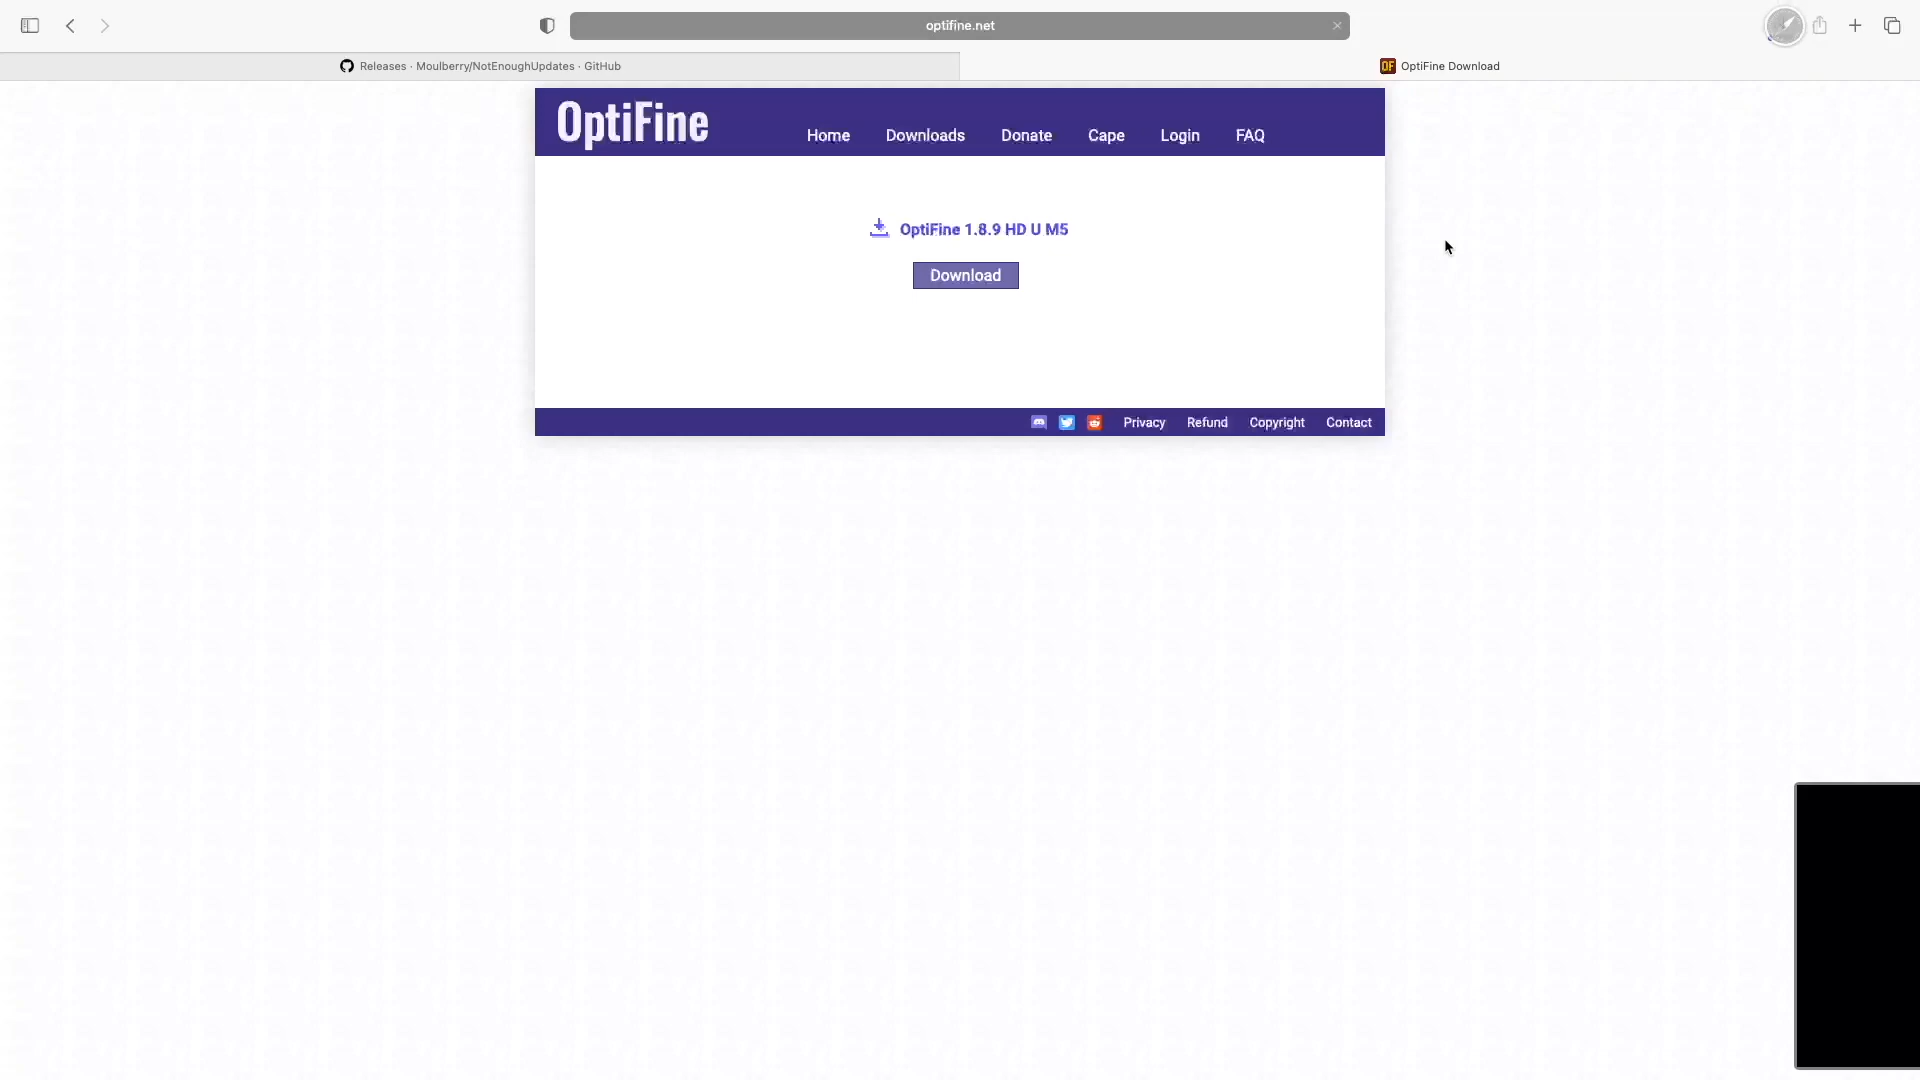 optifine.net
Releases · Moulberry/NotEnoughUpdates · GitHub
OF OptiFine Download
OptiFine
Home Downloads Donate Cape Login FAQ
OptiFine 1.8.9 HD U M5
Download
Privacy Refund Copyright Contact